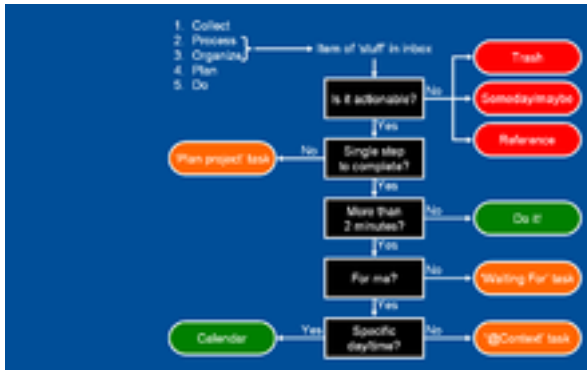 1. Collect
2. Process
3. Organize
4. Plan
5. Do
Item of 'stuff' in inbox
Trash
Is it actionable?
No
Someday/maybe
Yes
Reference
'Plan project' task
No
Single step
to complete?
Yes
More than
2 minutes?
No
Do it!
Yes
For me?
No
'Waiting For' task
Yes
Calendar
Yes
Specific
day/time?
No
'@Context' task